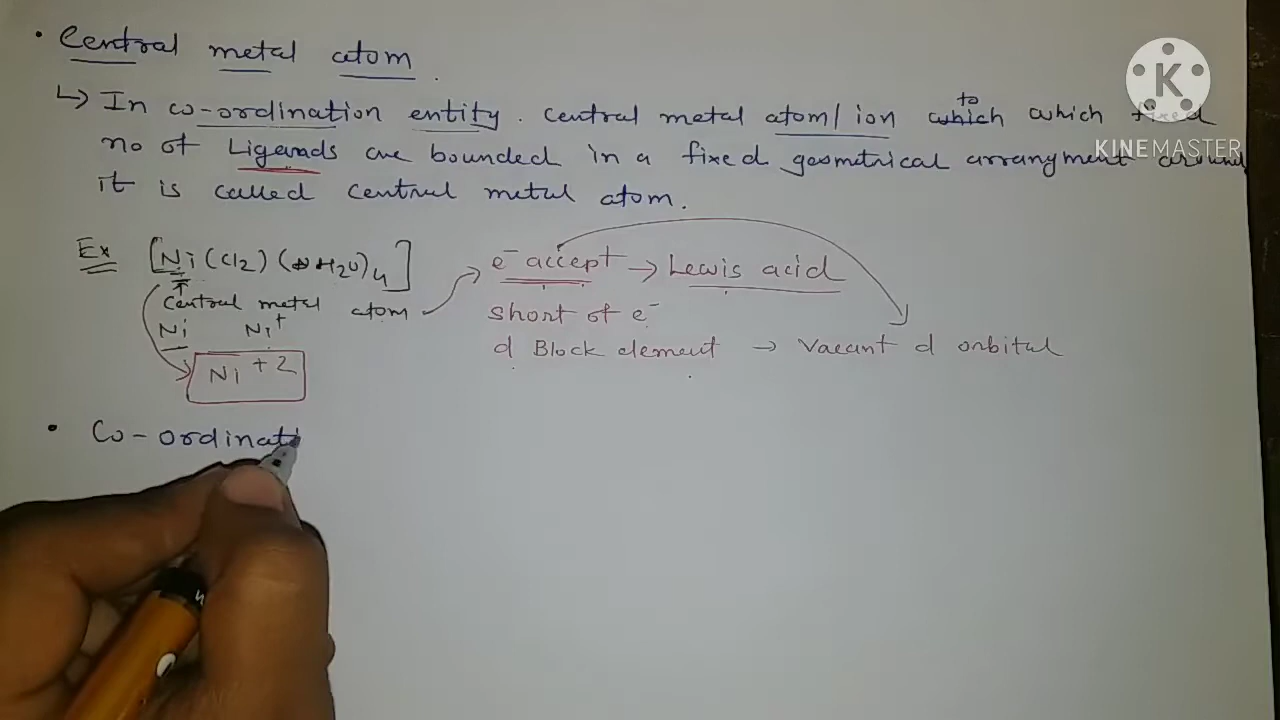 • Central metal atom.
↳ In co-ordination entity. central metal atom/ion which to which fixed
no of Ligands are bounded in a fixed geometrical arrangment around
it is called central metal atom.
Ex [Ni(Cl2)(H2O)4]
Central metal atom
Ni Ni+
Ni+2
e- accept → Lewis acid
short of e-
d Block element → Vacant d orbital
• Co-ordinati
K
KINEMASTER